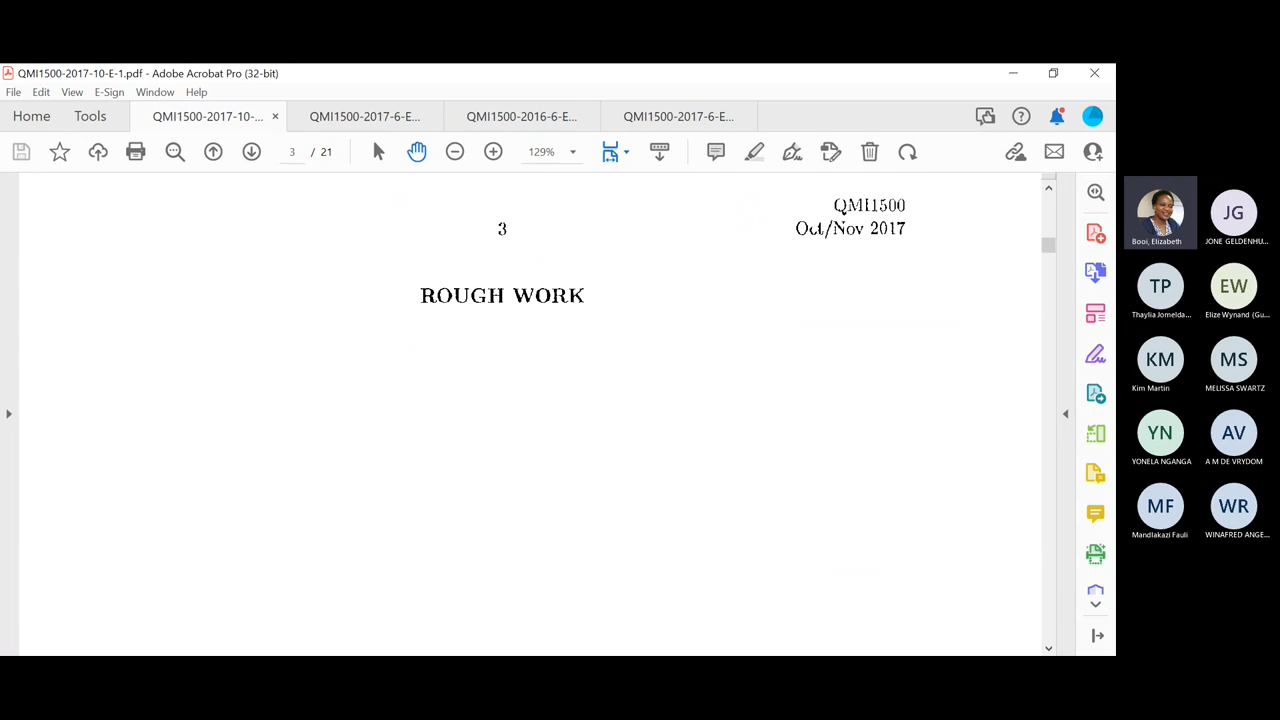 QMI1500-2017-10-E-1.pdf - Adobe Acrobat Pro (32-bit)
File Edit View E-Sign Window Help
Home Tools QMI1500-2017-10-... × QMI1500-2017-6-E... QMI1500-2016-6-E... QMI1500-2017-6-E...
3 / 21 129%
QMI1500
3 Oct/Nov 2017
ROUGH WORK
Booi, Elizabeth
JG
JONE GELDENHU...
TP
Thaylia Jomelda...
EW
Elize Wynand (Gu...
KM
Kim Martin
MS
MELISSA SWARTZ
YN
YONELA NGANGA
AV
A M DE VRYDOM
MF
Mandlakazi Fauli
WR
WINAFRED ANGE...